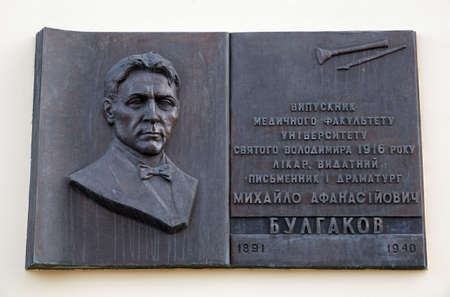 ВИПУСКНИК
МЕДИЧНОГО ФАКУЛЬТЕТУ
УНІВЕРСИТЕТУ
СВЯТОГО ВОЛОДИМИРА 1916 РОКУ
ЛІКАР, ВИДАТНИЙ
ПИСЬМЕННИК І ДРАМАТУРГ
МИХАЙЛО АФАНАСІЙОВИЧ
БУЛГАКОВ
1891 1940